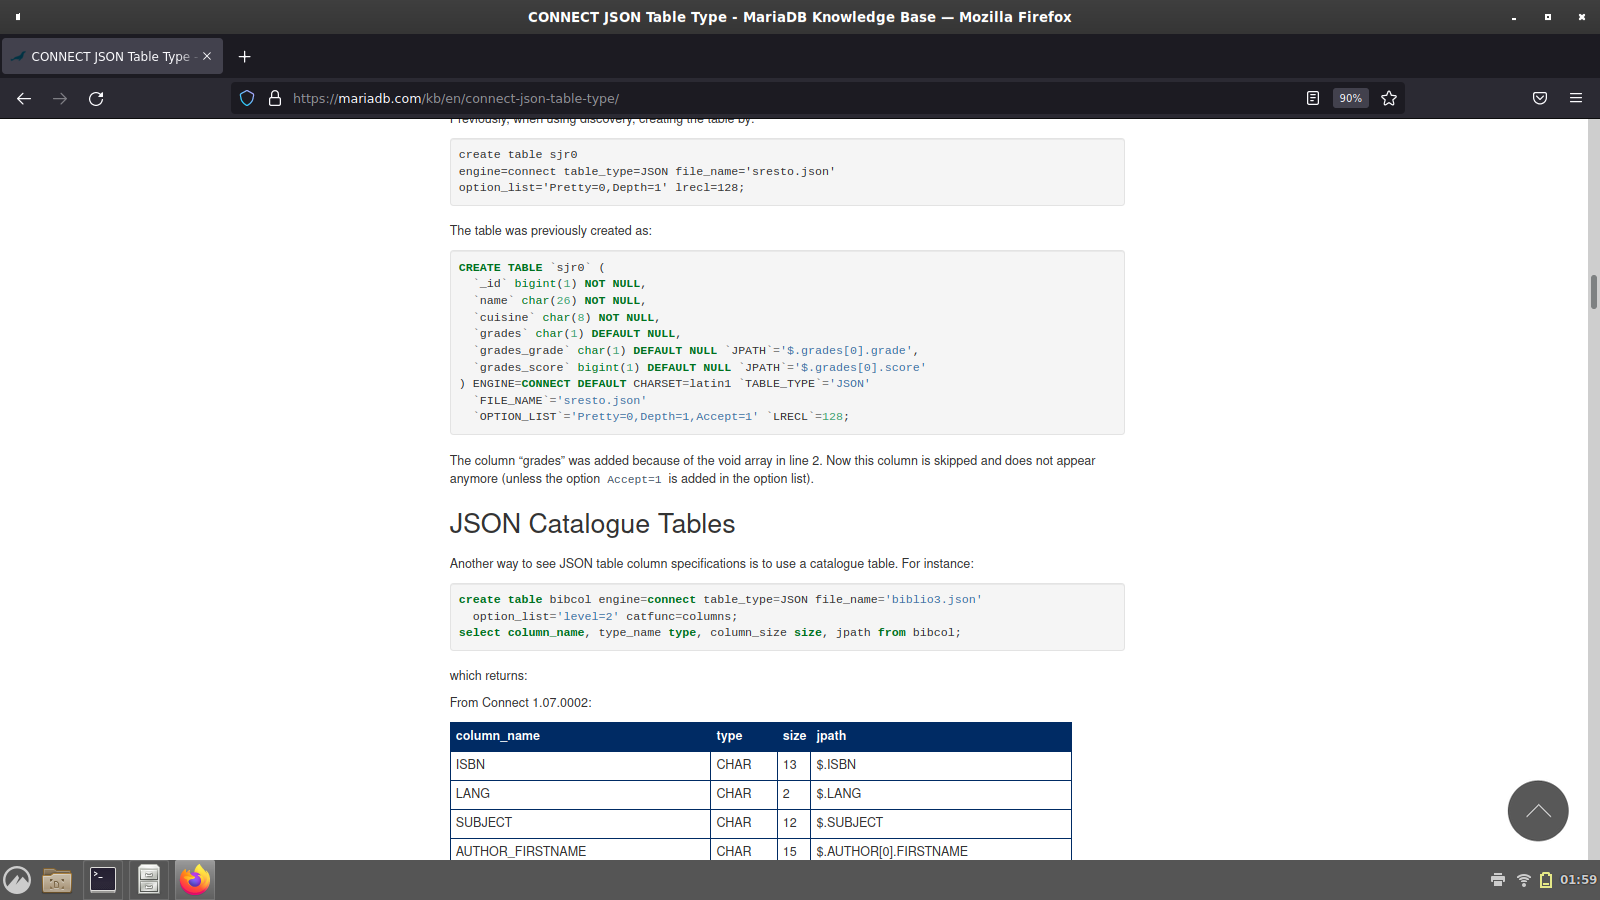 CONNECT JSON Table Type - MariaDB Knowledge Base — Mozilla Firefox
CONNECT JSON Table Type -
https://mariadb.com/kb/en/connect-json-table-type/
90%
Previously, when using discovery, creating the table by:
create table sjr0
engine=connect table_type=JSON file_name='sresto.json'
option_list='Pretty=0,Depth=1' lrecl=128;
The table was previously created as:
CREATE TABLE `sjr0` (
  `_id` bigint(1) NOT NULL,
  `name` char(26) NOT NULL,
  `cuisine` char(8) NOT NULL,
  `grades` char(1) DEFAULT NULL,
  `grades_grade` char(1) DEFAULT NULL `JPATH`='$.grades[0].grade',
  `grades_score` bigint(1) DEFAULT NULL `JPATH`='$.grades[0].score'
) ENGINE=CONNECT DEFAULT CHARSET=latin1 `TABLE_TYPE`='JSON'
  `FILE_NAME`='sresto.json'
  `OPTION_LIST`='Pretty=0,Depth=1,Accept=1' `LRECL`=128;
The column “grades” was added because of the void array in line 2. Now this column is skipped and does not appear
anymore (unless the option Accept=1 is added in the option list).
JSON Catalogue Tables
Another way to see JSON table column specifications is to use a catalogue table. For instance:
create table bibcol engine=connect table_type=JSON file_name='biblio3.json'
  option_list='level=2' catfunc=columns;
select column_name, type_name type, column_size size, jpath from bibcol;
which returns:
From Connect 1.07.0002:
column_name type size jpath
ISBN CHAR 13 $.ISBN
LANG CHAR 2 $.LANG
SUBJECT CHAR 12 $.SUBJECT
AUTHOR_FIRSTNAME CHAR 15 $.AUTHOR[0].FIRSTNAME
01:59